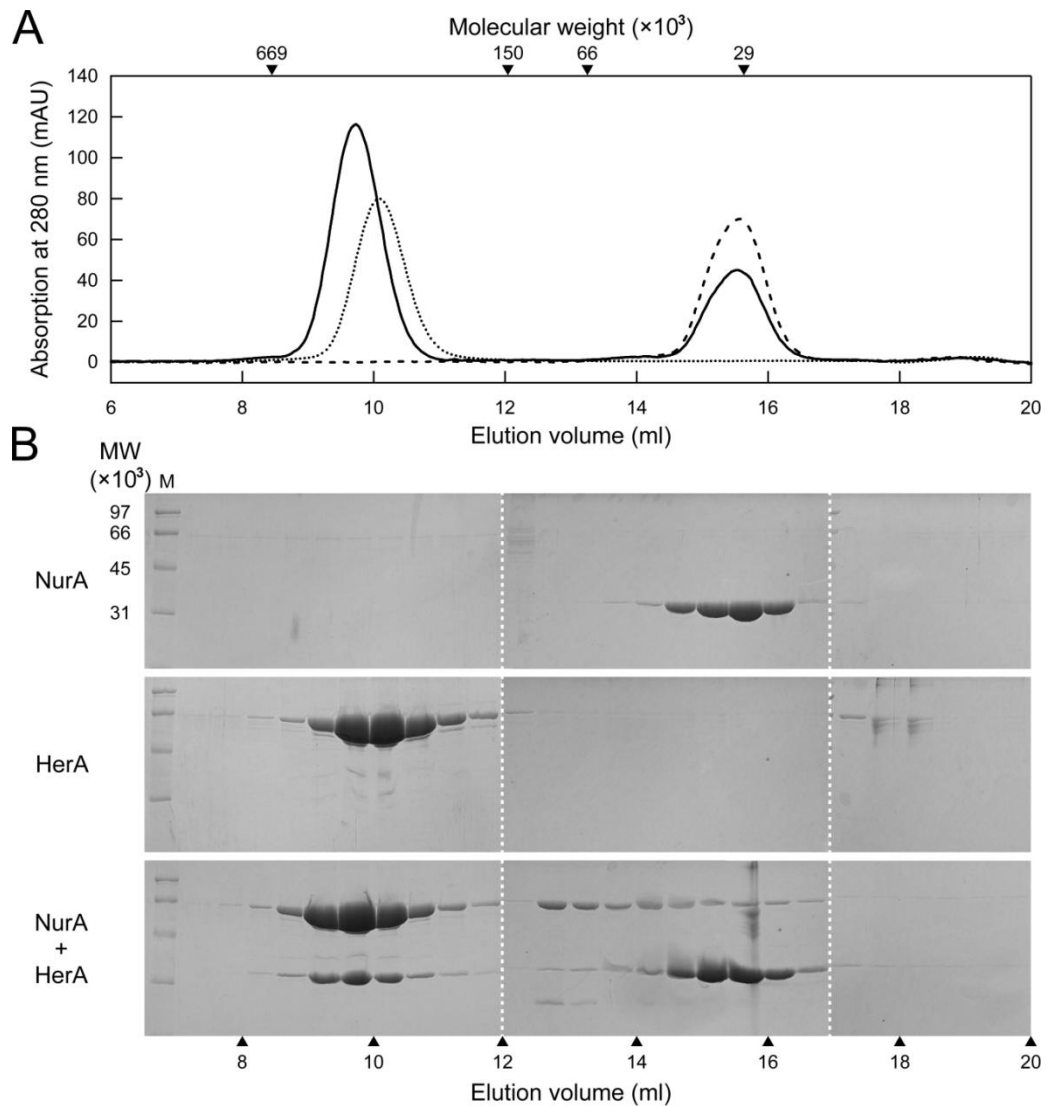 A
Molecular weight (×10³)
669 150 66 29
Absorption at 280 nm (mAU)
140
120
100
80
60
40
20
0
6 8 10 12 14 16 18 20
Elution volume (ml)
B
MW
(×10³) M
97
66
45
31
NurA
HerA
NurA
+
HerA
8 10 12 14 16 18 20
Elution volume (ml)